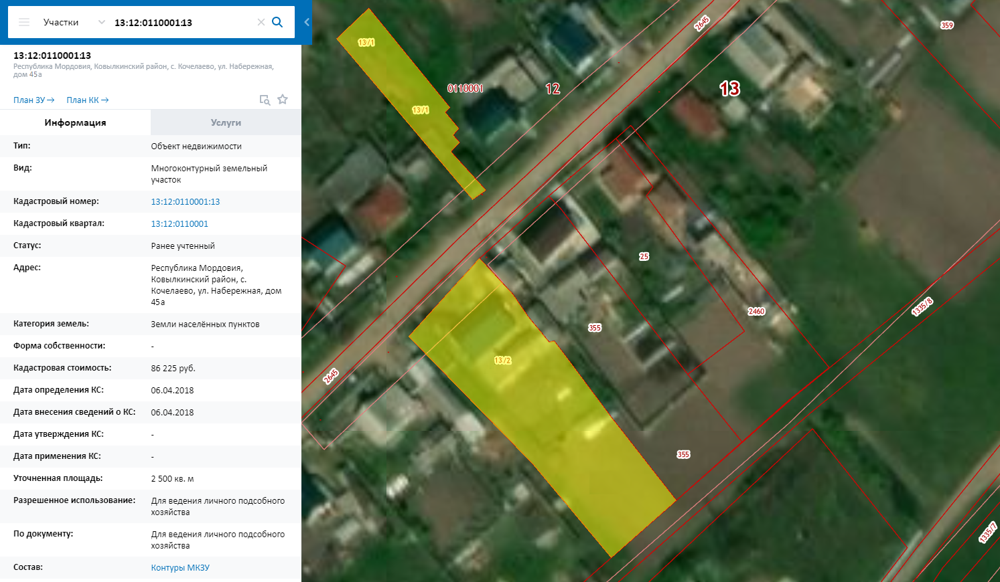 Участки
13:12:0110001:13
13:12:0110001:13
Республика Мордовия, Ковылкинский район, с. Кочелаево, ул. Набережная,
дом 45а
План ЗУ→
План КК→
Информация
Услуги
Тип:
Объект недвижимости
Вид:
Многоконтурный земельный
участок
Кадастровый номер:
13:12:0110001:13
Кадастровый квартал:
13:12:0110001
Статус:
Ранее учтенный
Адрес:
Республика Мордовия,
Ковылкинский район, с.
Кочелаево, ул. Набережная, дом
45а
Категория земель:
Земли населённых пунктов
Форма собственности:
-
Кадастровая стоимость:
86 225 руб.
Дата определения КС:
06.04.2018
Дата внесения сведений о КС:
06.04.2018
Дата утверждения КС:
-
Дата применения КС:
-
Уточненная площадь:
2 500 кв. м
Разрешенное использование:
Для ведения личного подсобного
хозяйства
По документу:
Для ведения личного подсобного
хозяйства
Состав:
Контуры МКЗУ
13/1
2645
359
0110001
12
13
13/1
25
2460
1335/8
355
13/2
2645
355
1335/7